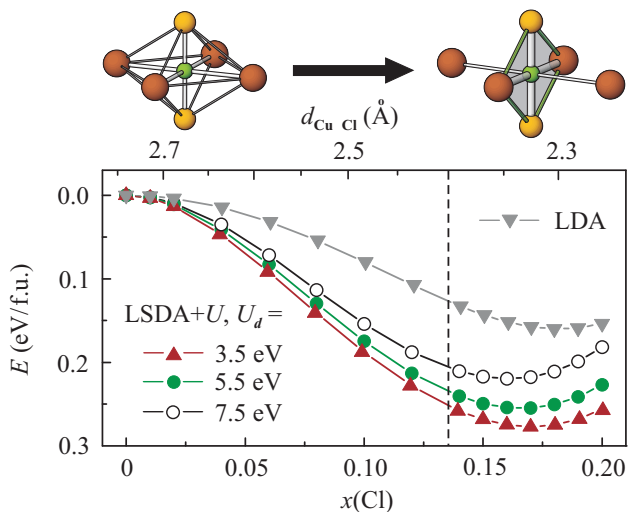 d Cu Cl (Å)
2.7 2.5 2.3
0.0
0.1
0.2
0.3
E (eV/f.u.)
LDA
LSDA+U, U_d =
3.5 eV
5.5 eV
7.5 eV
0 0.05 0.10 0.15 0.20
x(Cl)